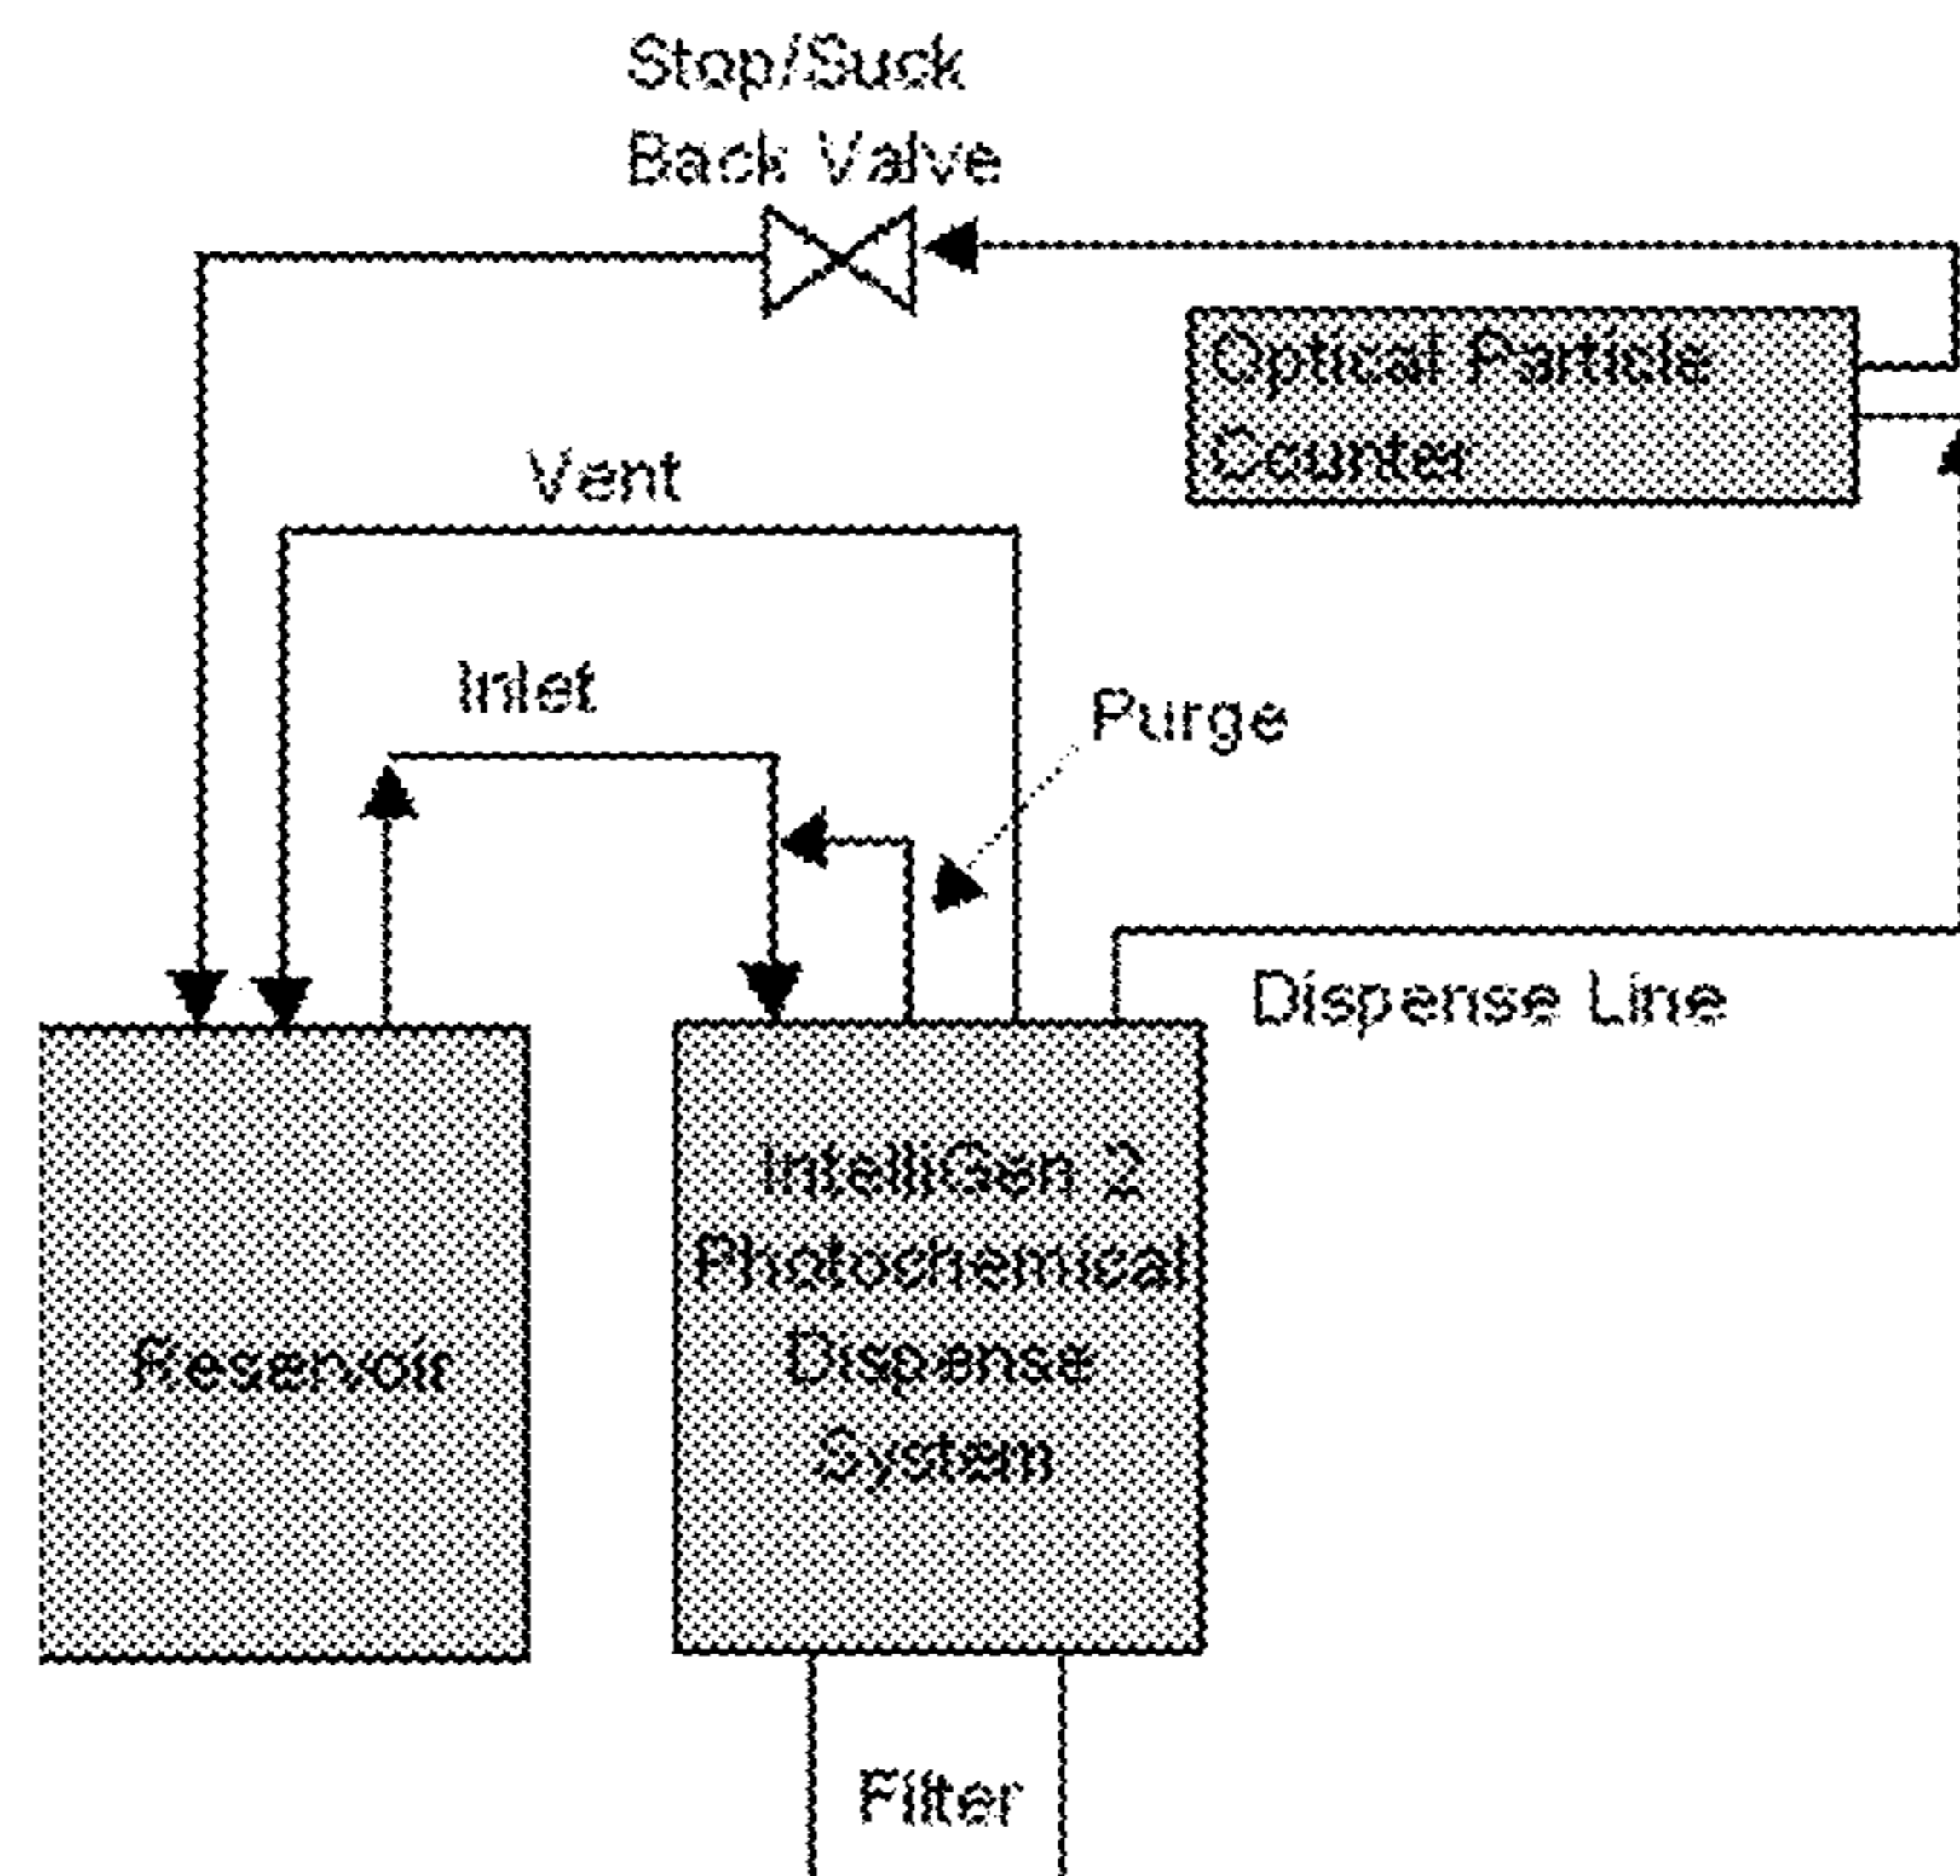 Stop/Suck
Back Valve
Optical Particle
Counter
Vent
Inlet
Purge
Dispense Line
IntelliGen 2
Photochemical
Dispense
System
Reservoir
Filter